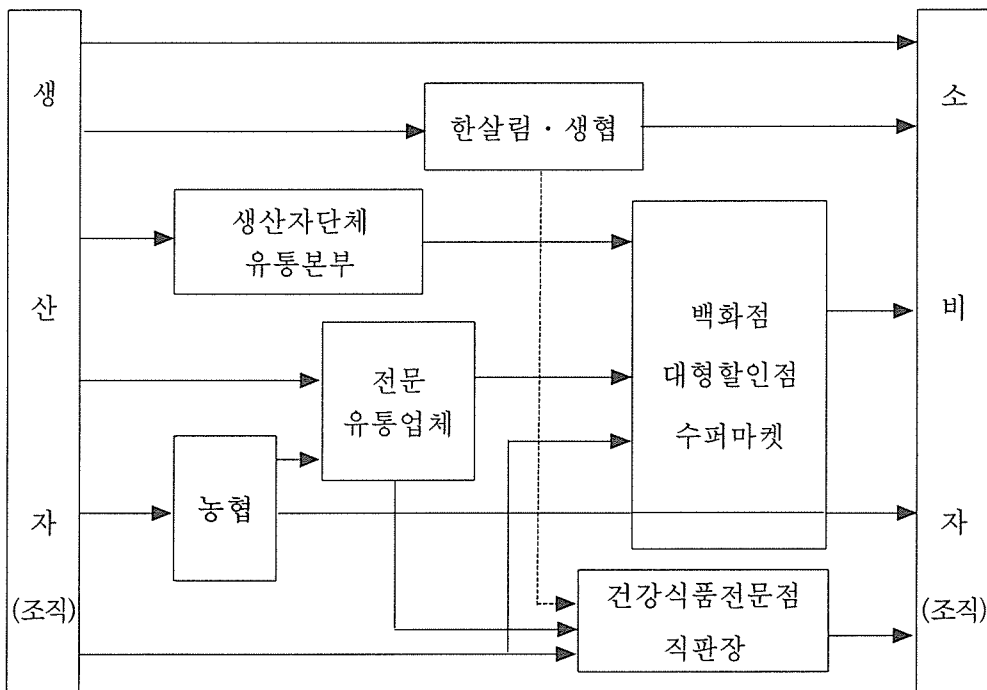 생
산
자
(조직)
한살림 · 생협
생산자단체
유통본부
전문
유통업체
농협
백화점
대형할인점
수퍼마켓
건강식품전문점
직판장
소
비
자
(조직)